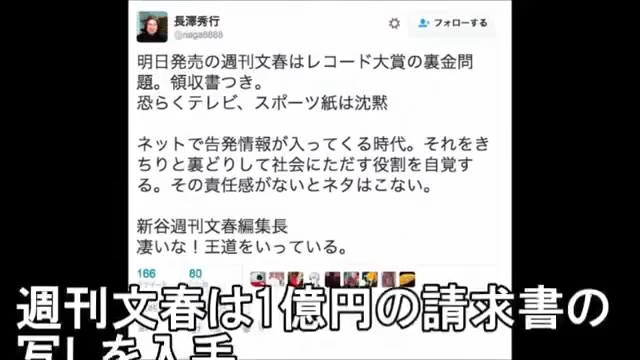 長澤秀行
@naga8888
フォローする
明日発売の週刊文春はレコード大賞の裏金問
題。領収書つき。
恐らくテレビ、スポーツ紙は沈黙
ネットで告発情報が入ってくる時代。それをき
ちりと裏どりして社会にただす役割を自覚す
る。その責任感がないとネタはこない。
新谷週刊文春編集長
凄いな！王道をいっている。
166 80
週刊文春は1億円の請求書の
写しを入手